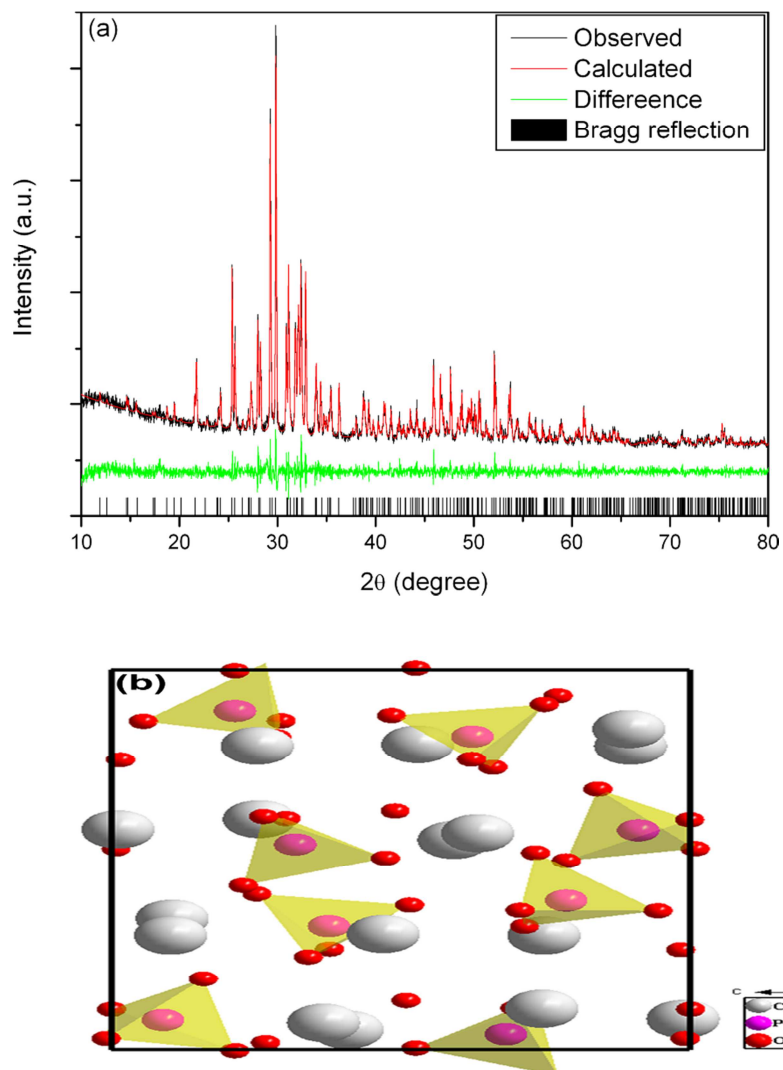 (a)
Observed
Calculated
Differeence
Bragg reflection
Intensity (a.u.)
10 20 30 40 50 60 70 80
2θ (degree)
(b)
c
C
P
O